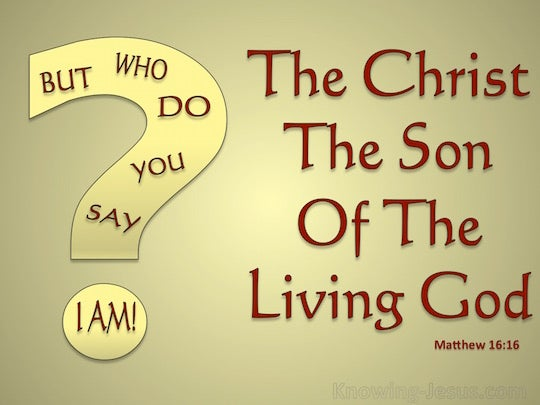 BUT WHO
DO
YOU
SAY
I AM!
The Christ
The Son
Of The
Living God
Matthew 16:16
Knowing-Jesus.com